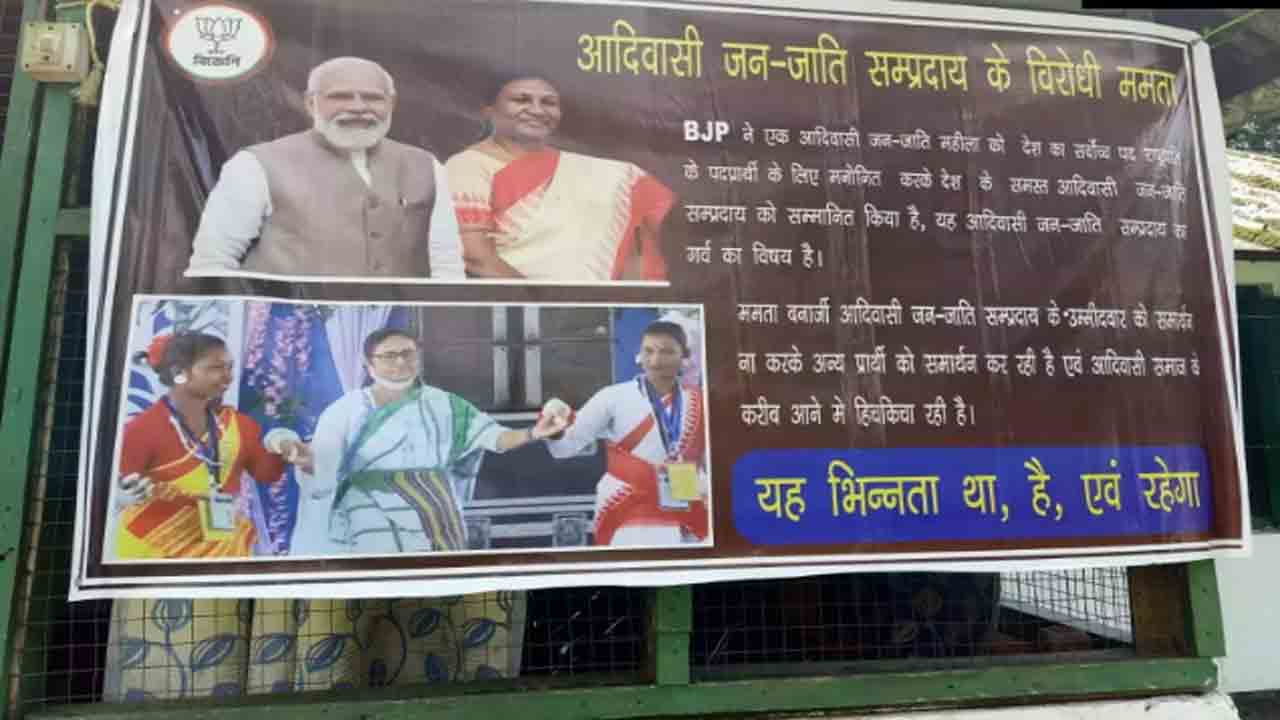 बिजेपि
आदिवासी जन-जाति सम्प्रदाय के विरोधी ममता
BJP ने एक आदिवासी जन-जाति महीला को देश का सर्वोच्च पद राष्ट्रपति
के पदप्रार्थी के लिए मनोनित करके देश के समस्त आदिवासी जन-जाति
सम्प्रदाय को सम्मानित किया है, यह आदिवासी जन-जाति सम्प्रदाय का
गर्व का विषय है।
ममता बनार्जी आदिवासी जन-जाति सम्प्रदाय के उम्मीदवार को समार्थन
ना करके अन्य प्रार्थी को समार्थन कर रही है एवं आदिवासी समाज के
करीब आने मे हिचकिचा रही है।
यह भिन्नता था, है, एवं रहेगा